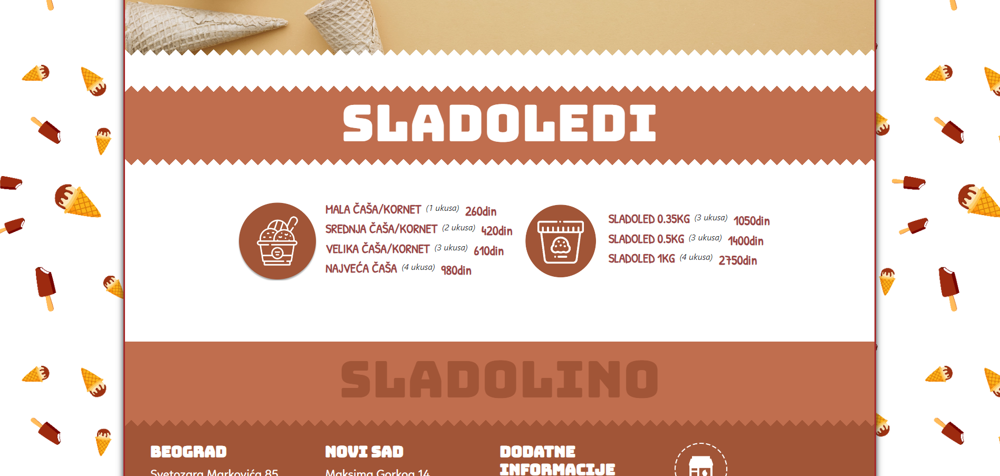 SLADOLEDI
MALA ČAŠA/KORNET (1 ukusa) 260din
SREDNJA ČAŠA/KORNET (2 ukusa) 420din
VELIKA ČAŠA/KORNET (3 ukusa) 610din
NAJVEĆA ČAŠA (4 ukusa) 980din
SLADOLED 0.35KG (3 ukusa) 1050din
SLADOLED 0.5KG (3 ukusa) 1400din
SLADOLED 1KG (4 ukusa) 2750din
SLADOLINO
BEOGRAD
Svetozara Markovića 85
NOVI SAD
Maksima Gorkog 14
DODATNE
INFORMACIJE